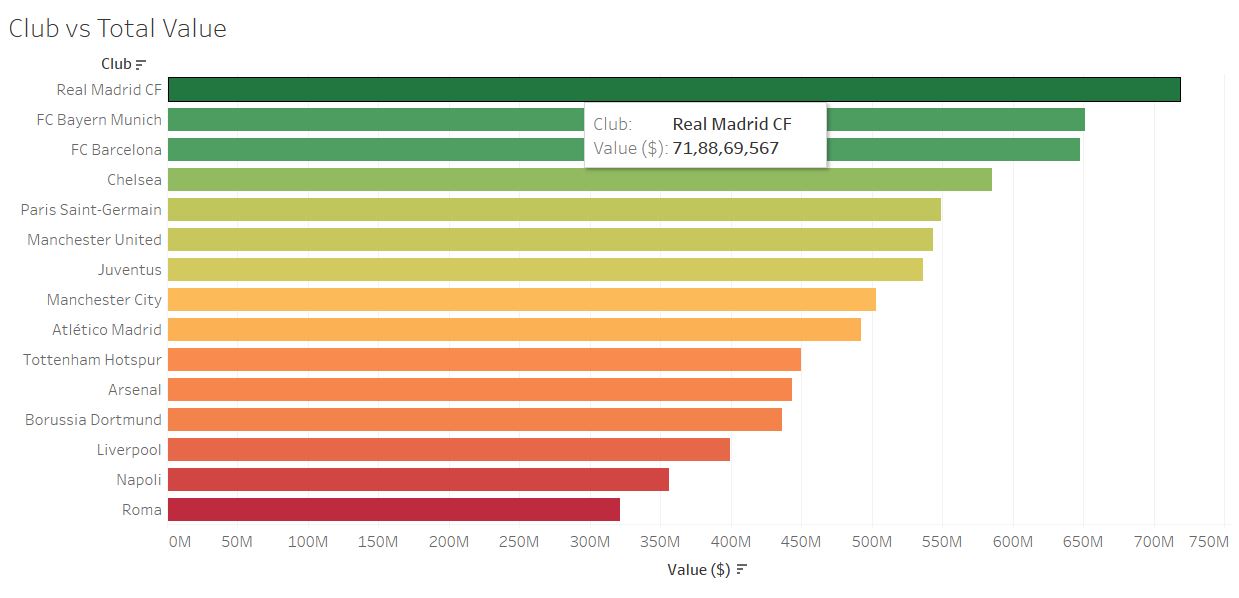 Club vs Total Value
Club
Real Madrid CF
FC Bayern Munich
FC Barcelona
Chelsea
Paris Saint-Germain
Manchester United
Juventus
Manchester City
Atlético Madrid
Tottenham Hotspur
Arsenal
Borussia Dortmund
Liverpool
Napoli
Roma
Club: Real Madrid CF
Value ($): 71,88,69,567
0M 50M 100M 150M 200M 250M 300M 350M 400M 450M 500M 550M 600M 650M 700M 750M
Value ($)